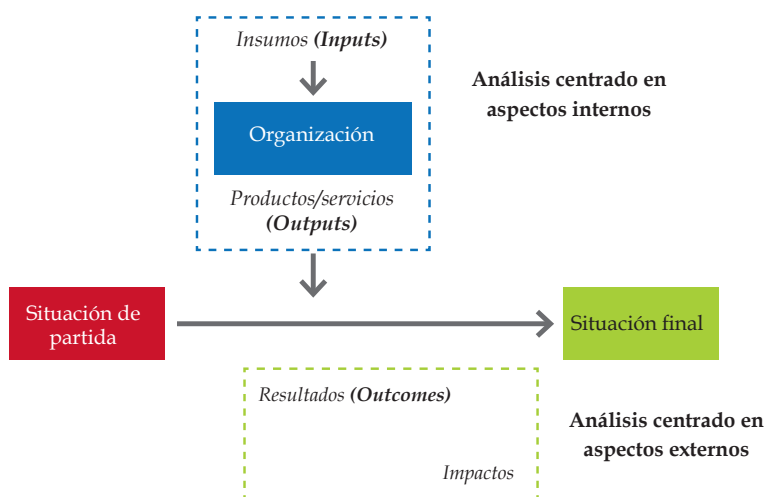 Insumos (Inputs)
Análisis centrado en
aspectos internos
Organización
Productos/servicios
(Outputs)
Situación de
partida
Situación final
Resultados (Outcomes)
Análisis centrado en
aspectos externos
Impactos